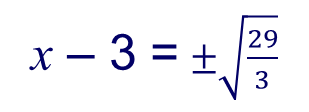 x − 3 = ±√(29/3)